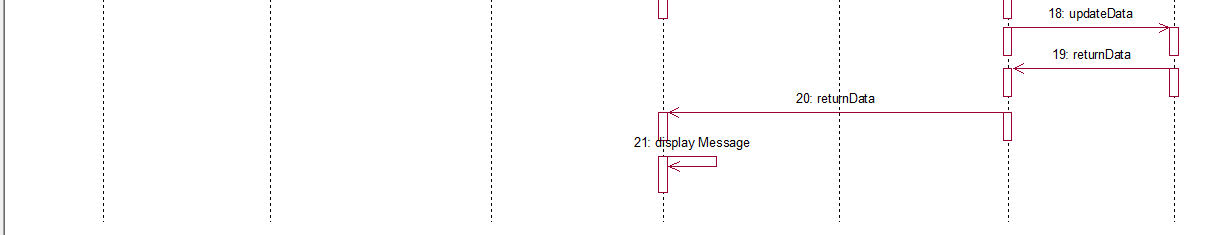 18: updateData
19: returnData
20: returnData
21: display Message